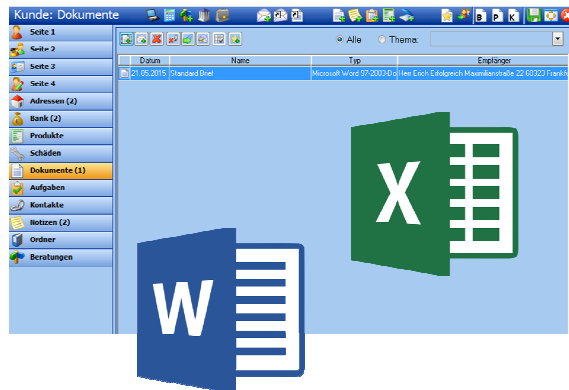 Kunde: Dokumente
B P K
Seite 1
Seite 2
Seite 3
Seite 4
Adressen (2)
Bank (2)
Produkte
Schäden
Dokumente (1)
Aufgaben
Kontakte
Notizen (2)
Ordner
Beratungen
Alle
Thema:
Datum Name Typ Empfänger
21.05.2015 Standard Brief Microsoft Word 97-2003-Do Herr Erich Erfolgreich Maximilianstraße 22 60323 Frankfu
X
W